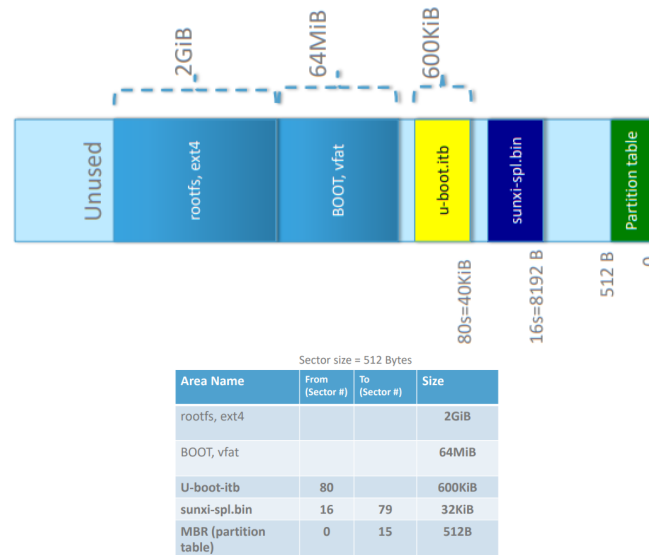 2GiB
64MiB
600KiB
Unused
rootfs, ext4
BOOT, vfat
u-boot.itb
sunxi-spl.bin
Partition table
80s=40KiB
16s=8192 B
512 B
Sector size = 512 Bytes
Area Name From (Sector #) To (Sector #) Size
rootfs, ext4 2GiB
BOOT, vfat 64MiB
U-boot-itb 80 600KiB
sunxi-spl.bin 16 79 32KiB
MBR (partition table) 0 15 512B